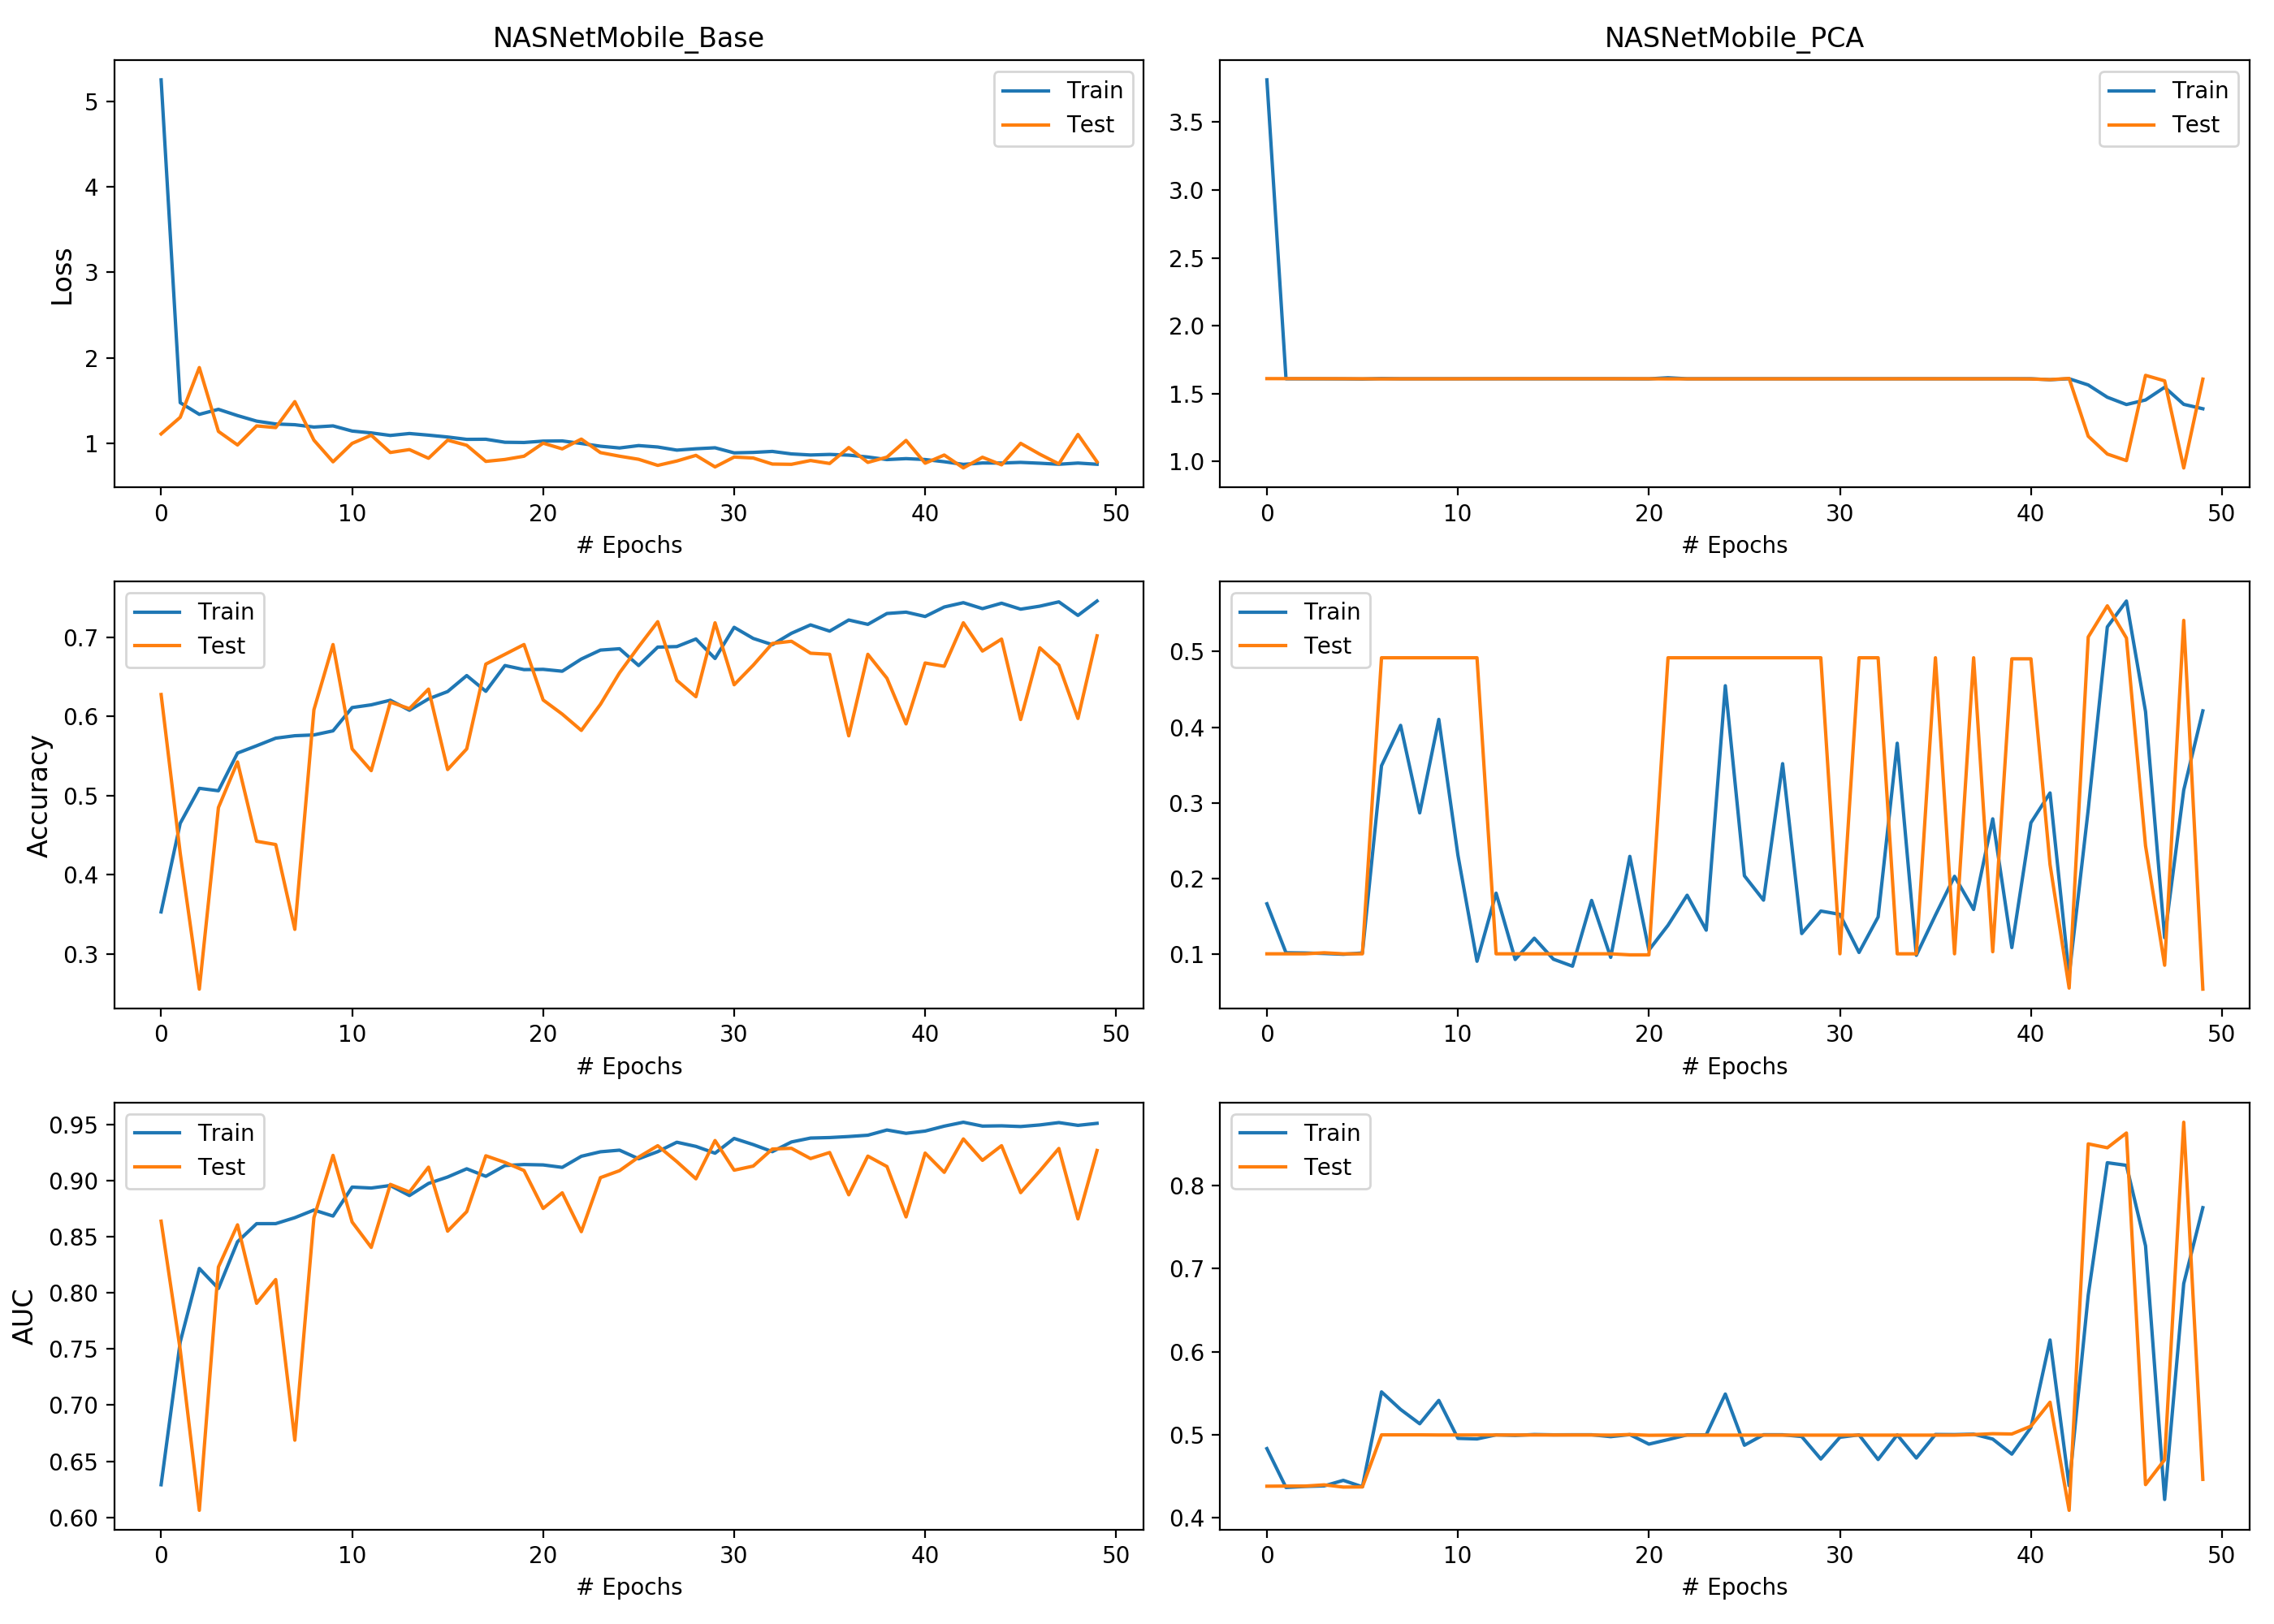 NASNetMobile_Base
NASNetMobile_PCA
Loss
5
4
3
2
1
Train
Test
0 10 20 30 40 50
# Epochs
3.5
3.0
2.5
2.0
1.5
1.0
Train
Test
0 10 20 30 40 50
# Epochs
Accuracy
0.7
0.6
0.5
0.4
0.3
Train
Test
0 10 20 30 40 50
# Epochs
0.5
0.4
0.3
0.2
0.1
Train
Test
0 10 20 30 40 50
# Epochs
AUC
0.95
0.90
0.85
0.80
0.75
0.70
0.65
0.60
Train
Test
0 10 20 30 40 50
# Epochs
0.8
0.7
0.6
0.5
0.4
Train
Test
0 10 20 30 40 50
# Epochs